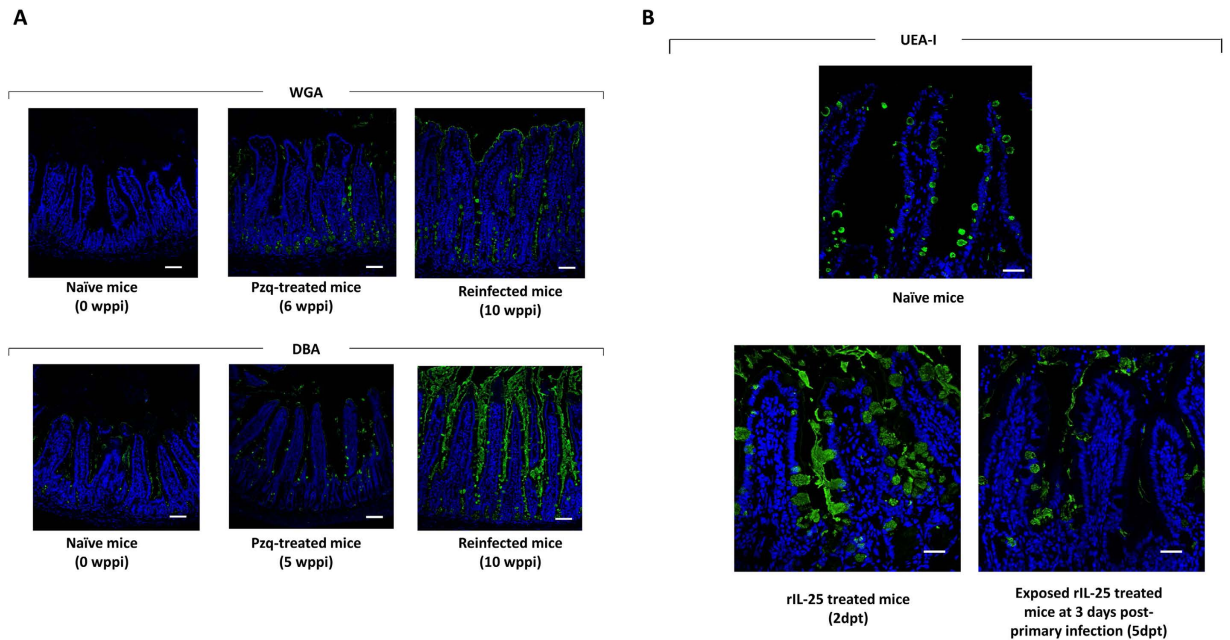 A
WGA
Naïve mice
(0 wppi)
Pzq-treated mice
(6 wppi)
Reinfected mice
(10 wppi)
DBA
Naïve mice
(0 wppi)
Pzq-treated mice
(5 wppi)
Reinfected mice
(10 wppi)
B
UEA-I
Naïve mice
rIL-25 treated mice
(2dpt)
Exposed rIL-25 treated
mice at 3 days post-
primary infection (5dpt)